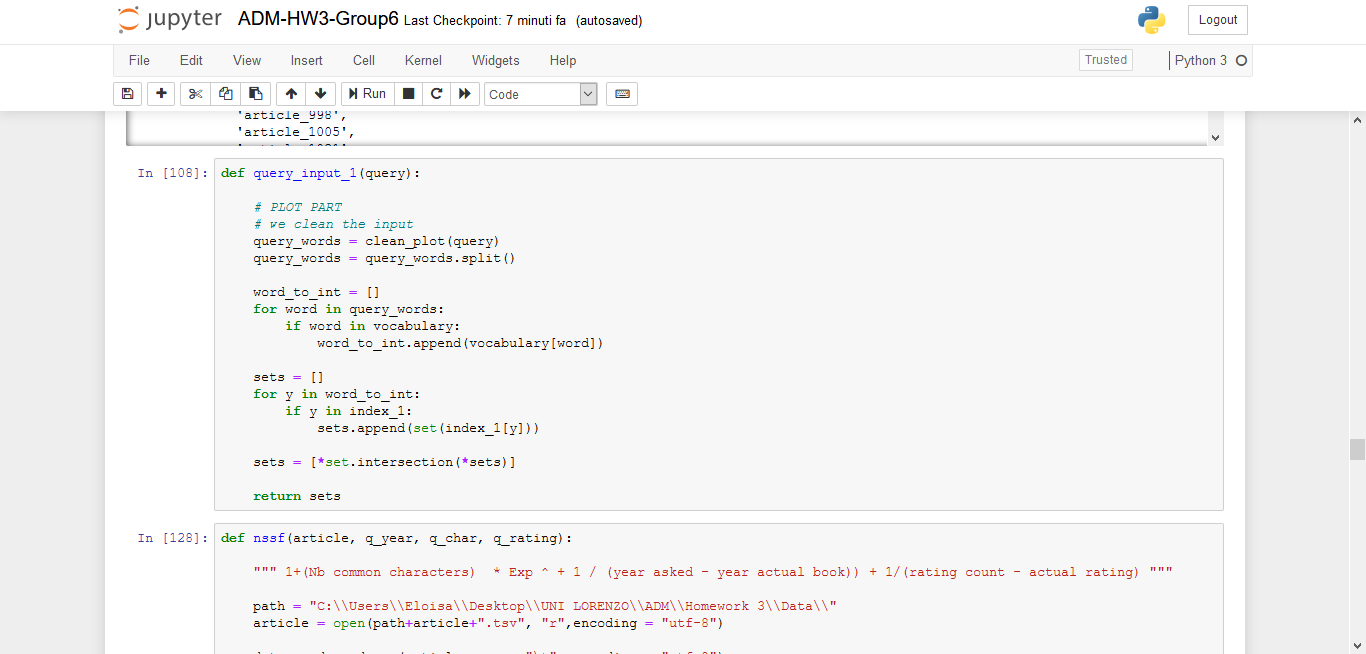 jupyter ADM-HW3-Group6 Last Checkpoint: 7 minuti fa (autosaved) Logout
File Edit View Insert Cell Kernel Widgets Help Trusted Python 3
Run Code
'article_998',
'article_1005',
In [108]: def query_input_1(query):
# PLOT PART
# we clean the input
query_words = clean_plot(query)
query_words = query_words.split()
word_to_int = []
for word in query_words:
if word in vocabulary:
word_to_int.append(vocabulary[word])
sets = []
for y in word_to_int:
if y in index_1:
sets.append(set(index_1[y]))
sets = [*set.intersection(*sets)]
return sets
In [128]: def nssf(article, q_year, q_char, q_rating):
""" 1+(Nb common characters)  * Exp ^ + 1 / (year asked - year actual book)) + 1/(rating count - actual rating) """
path = "C:\\Users\\Eloisa\\Desktop\\UNI LORENZO\\ADM\\Homework 3\\Data\\"
article = open(path+article+".tsv", "r",encoding = "utf-8")